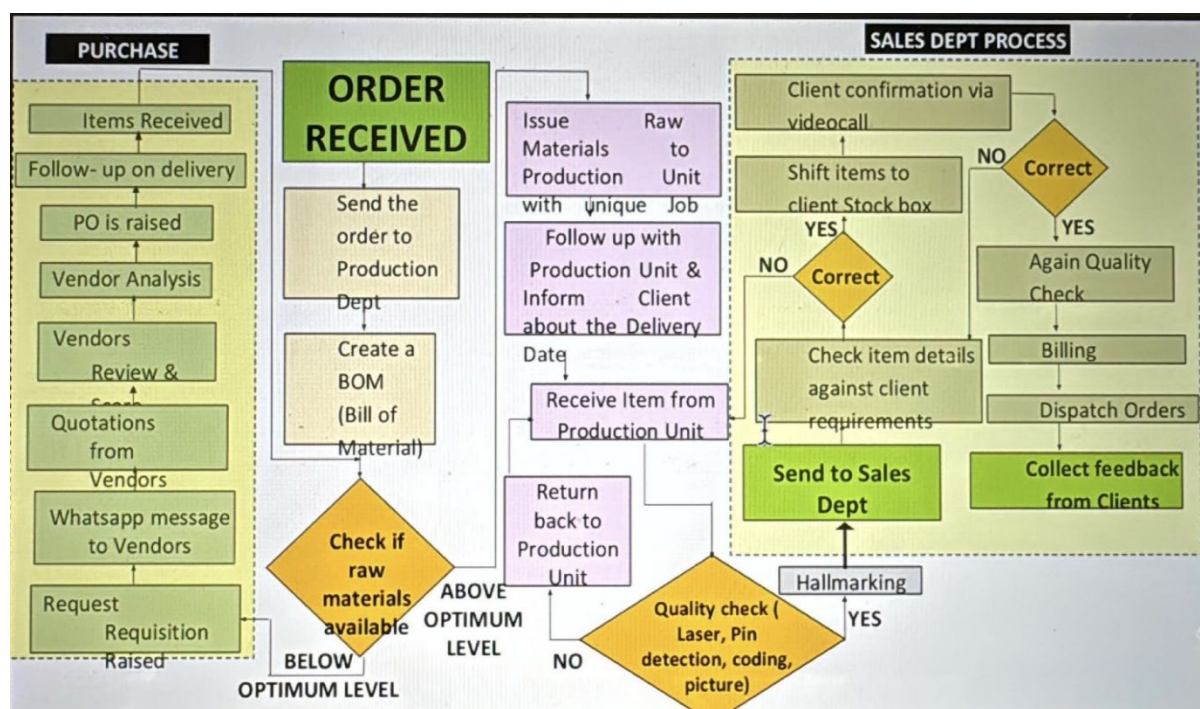 PURCHASE
Items Received
Follow- up on delivery
PO is raised
Vendor Analysis
Vendors
Review &
Quotations
from
Vendors
Whatsapp message
to Vendors
Request
Requisition
Raised
ORDER
RECEIVED
Send the
order to
Production
Dept
Create a
BOM
(Bill of
Material)
Check if
raw
materials
available
BELOW
OPTIMUM LEVEL
ABOVE
OPTIMUM
LEVEL
Issue Raw
Materials to
Production Unit
with unique Job
Follow up with
Production Unit &
Inform Client
about the Delivery
Date
Receive Item from
Production Unit
Return
back to
Production
Unit
NO
Quality check (
Laser, Pin
detection, coding,
picture)
YES
Hallmarking
SALES DEPT PROCESS
Send to Sales
Dept
Check item details
against client
requirements
NO
Correct
YES
Shift items to
client Stock box
Client confirmation via
videocall
NO
Correct
YES
Again Quality
Check
Billing
Dispatch Orders
Collect feedback
from Clients